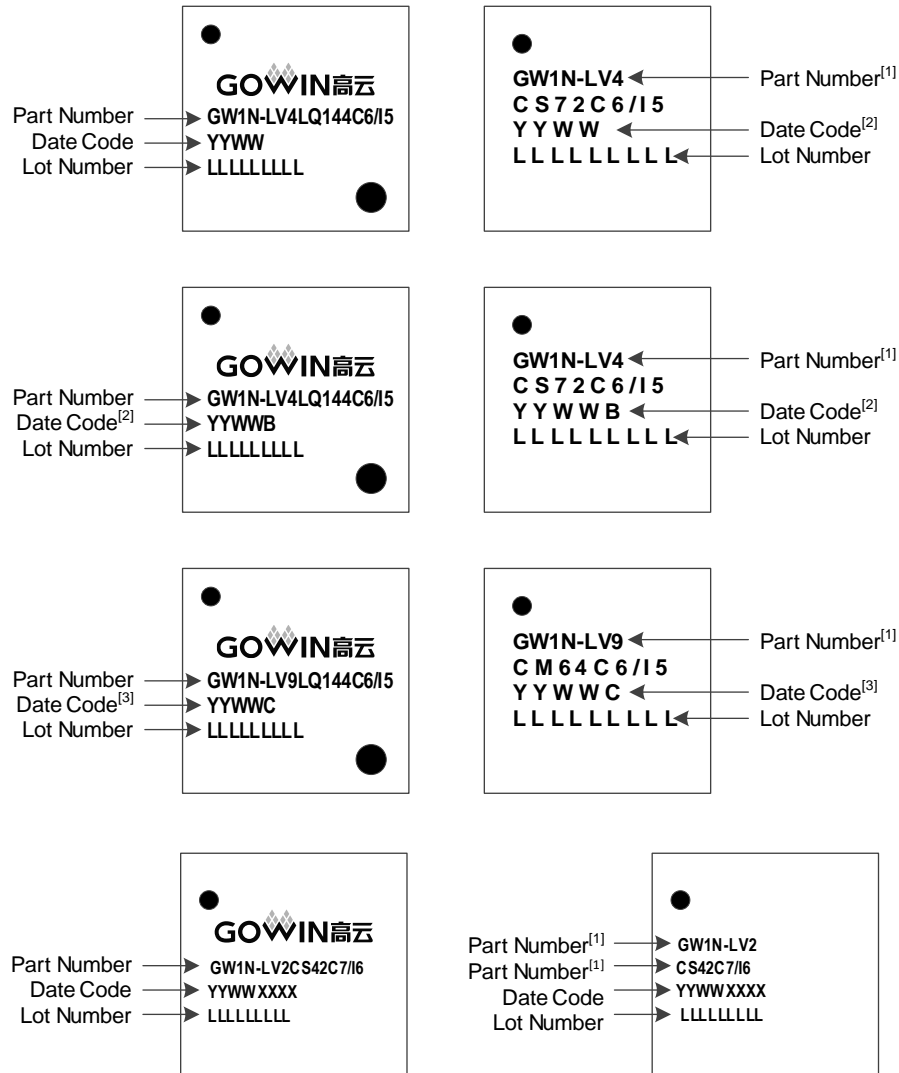 GOWIN高云
Part Number GW1N-LV4LQ144C6/I5
Date Code YYWW
Lot Number LLLLLLLLL
GW1N-LV4 Part Number[1]
CS72C6/I5
YYWW Date Code[2]
LLLLLLLLL Lot Number
GOWIN高云
Part Number GW1N-LV4LQ144C6/I5
Date Code[2] YYWWB
Lot Number LLLLLLLLL
GW1N-LV4 Part Number[1]
CS72C6/I5
YYWWB Date Code[2]
LLLLLLLLL Lot Number
GOWIN高云
Part Number GW1N-LV9LQ144C6/I5
Date Code[3] YYWWC
Lot Number LLLLLLLLL
GW1N-LV9 Part Number[1]
CM64C6/I5
YYWWC Date Code[3]
LLLLLLLLL Lot Number
GOWIN高云
Part Number GW1N-LV2CS42C7/I6
Date Code YYWWXXXX
Lot Number LLLLLLLLL
Part Number[1] GW1N-LV2
Part Number[1] CS42C7/I6
Date Code YYWWXXXX
Lot Number LLLLLLLLL